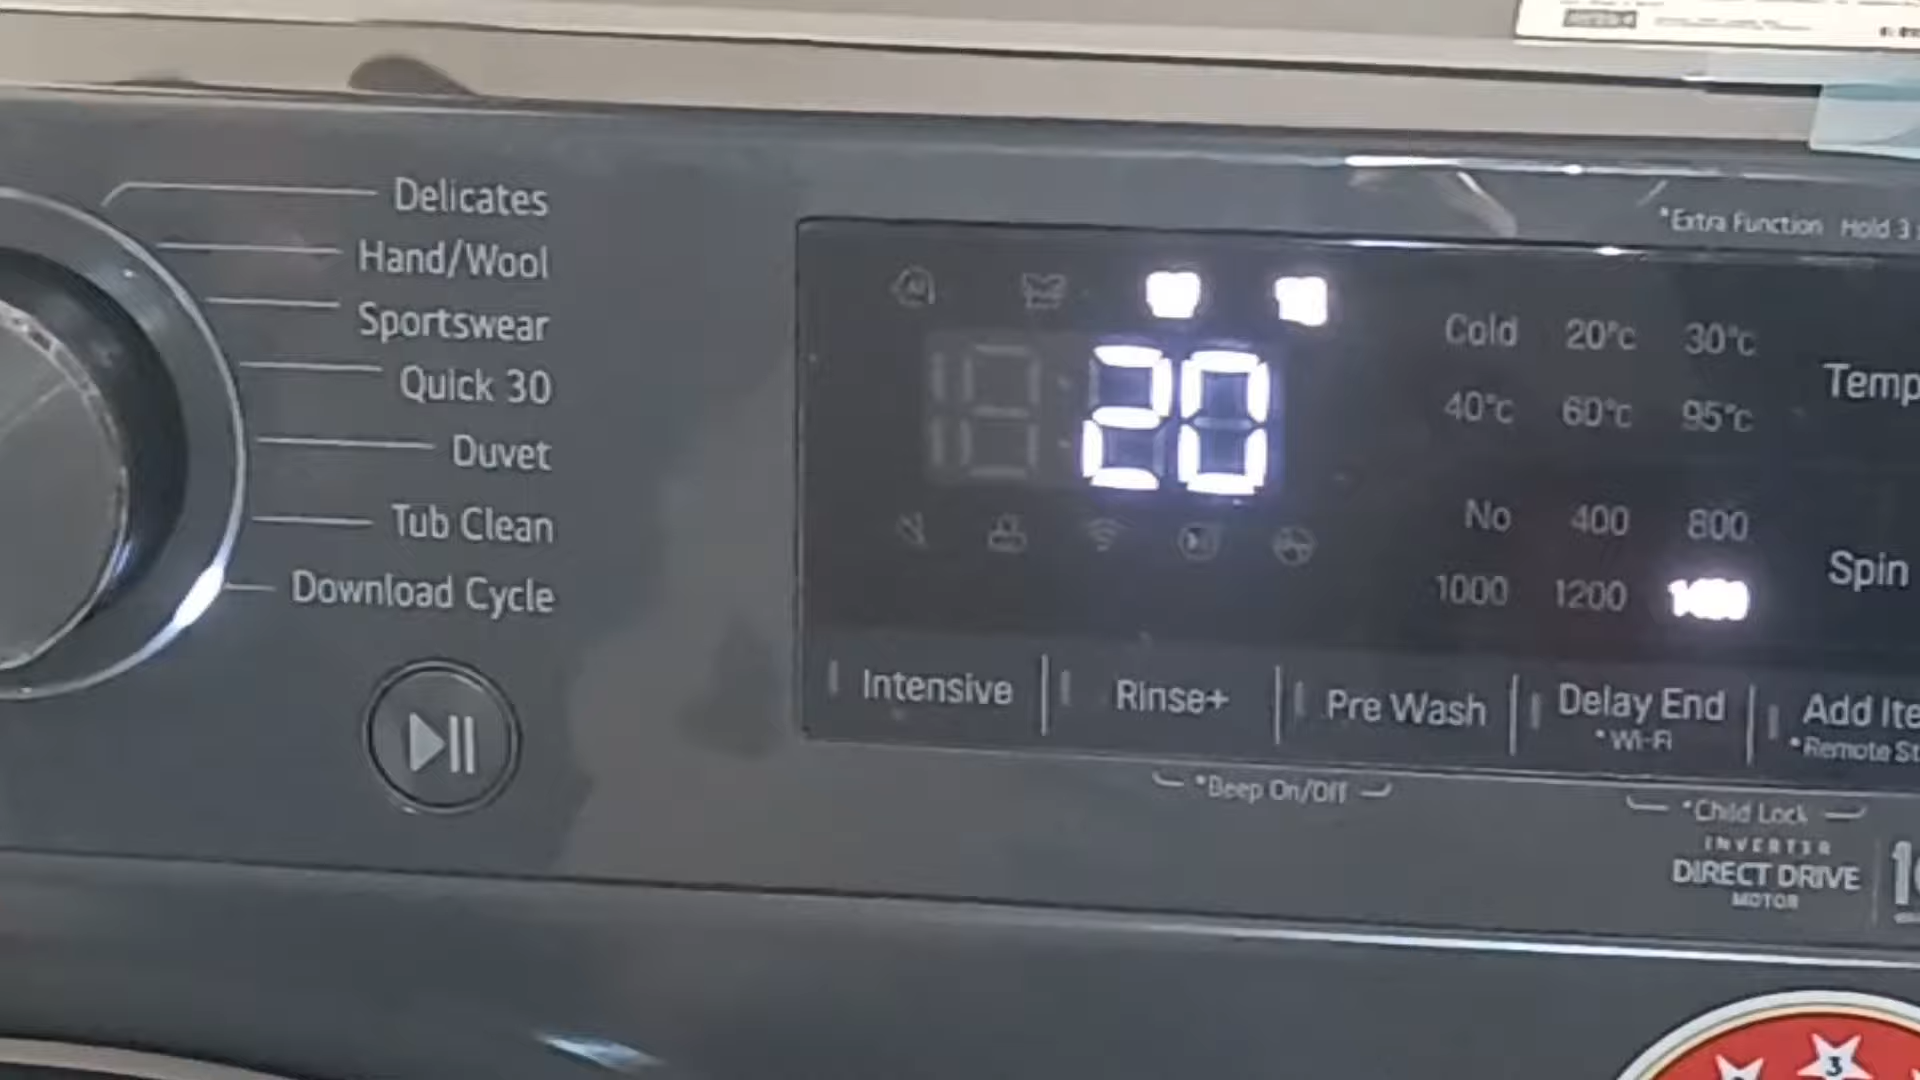 *Extra Function Hold 3
Delicates
Hand/Wool
Sportswear
Quick 30
Duvet
Tub Clean
Download Cycle
20
Cold 20°c 30°c
40°c 60°c 95°c
Temp
No 400 800
1000 1200 1400
Spin
Intensive
Rinse+
Pre Wash
Delay End
*Wi-Fi
Add Ite
*Remote St
*Beep On/Off
*Child Lock
INVERTER
DIRECT DRIVE
MOTOR
3